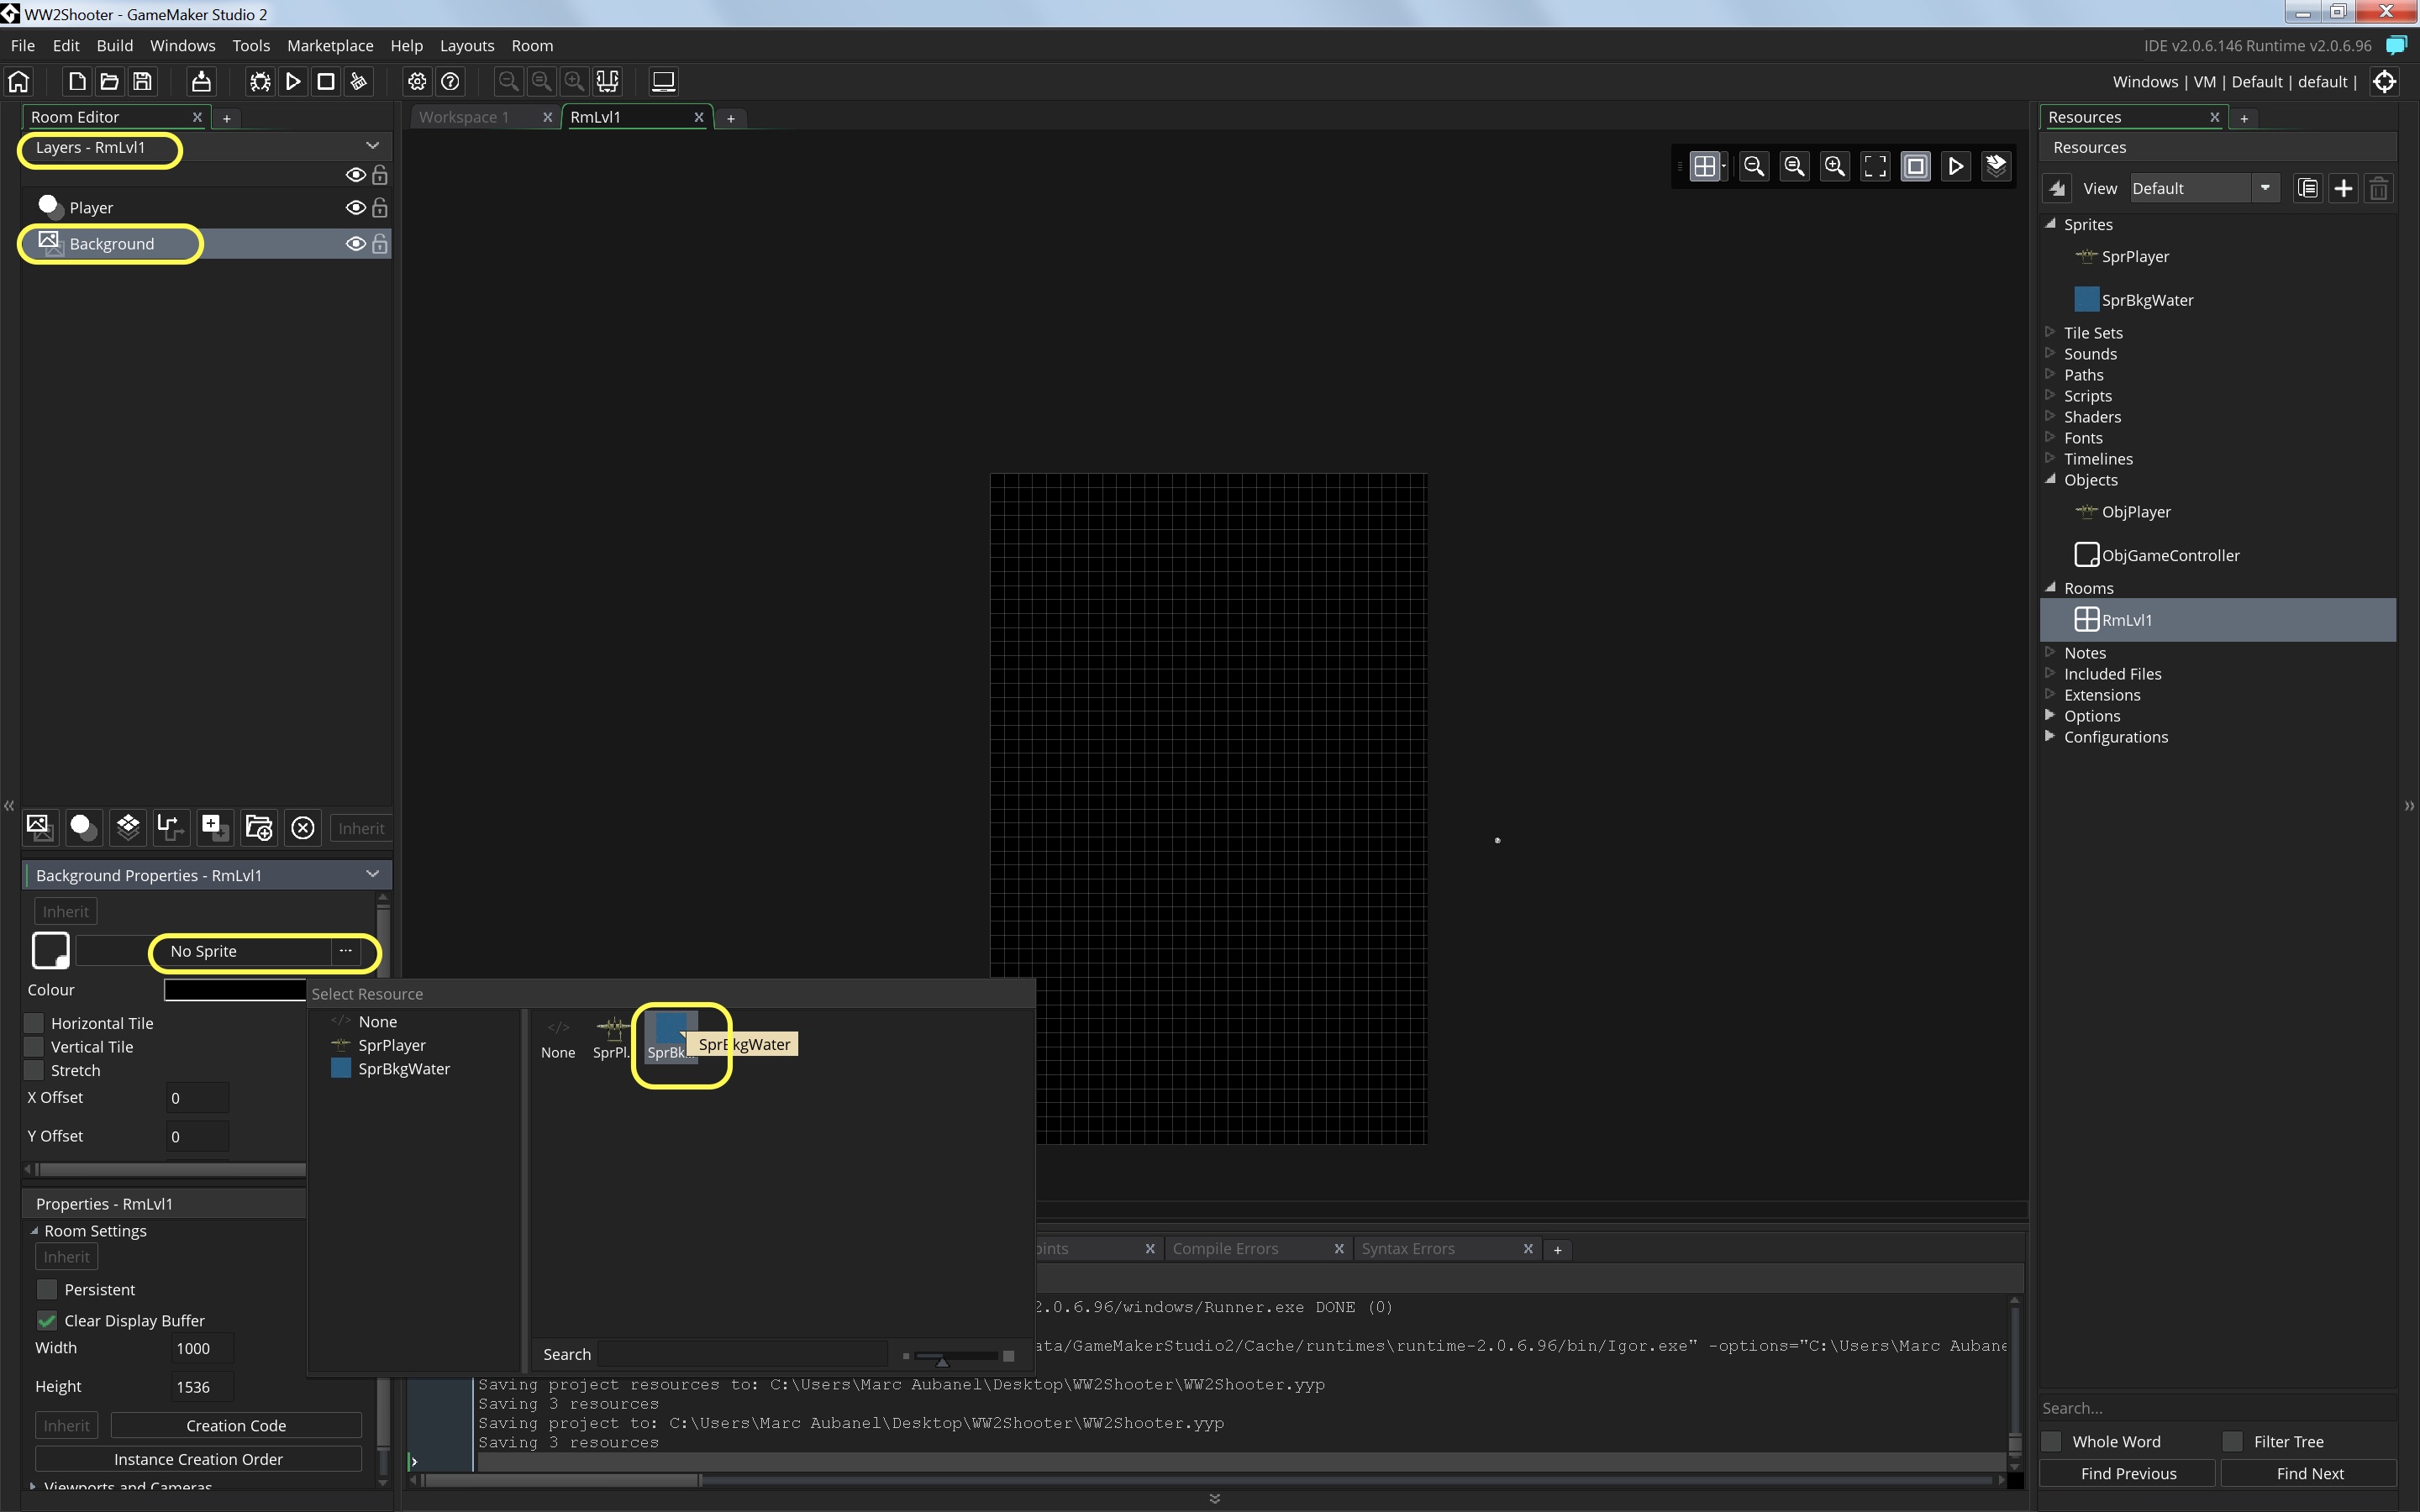 WW2Shooter - GameMaker Studio 2
File Edit Build Windows Tools Marketplace Help Layouts Room
IDE v2.0.6.146 Runtime v2.0.6.96
Windows | VM | Default | default |
Room Editor X +
Layers - RmLvl1
Player
Background
Inherit
Background Properties - RmLvl1
Inherit
No Sprite ...
Colour
Horizontal Tile
Vertical Tile
Stretch
X Offset 0
Y Offset 0
Properties - RmLvl1
Room Settings
Inherit
Persistent
Clear Display Buffer
Width 1000
Height 1536
Inherit Creation Code
Instance Creation Order
Viewports and Cameras
Workspace 1 X RmLvl1 X +
Select Resource
None
SprPlayer
SprBkgWater
None SprPl... SprBk...
SprBkgWater
Search
oints X Compile Errors X Syntax Errors X +
2.0.6.96/windows/Runner.exe DONE (0)
ata/GameMakerStudio2/Cache/runtimes\runtime-2.0.6.96/bin/Igor.exe" -options="C:\Users\Marc Aubane
Saving project resources to: C:\Users\Marc Aubanel\Desktop\WW2Shooter\WW2Shooter.yyp
Saving 3 resources
Saving project to: C:\Users\Marc Aubanel\Desktop\WW2Shooter\WW2Shooter.yyp
Saving 3 resources
Resources X +
Resources
View Default
Sprites
SprPlayer
SprBkgWater
Tile Sets
Sounds
Paths
Scripts
Shaders
Fonts
Timelines
Objects
ObjPlayer
ObjGameController
Rooms
RmLvl1
Notes
Included Files
Extensions
Options
Configurations
Search...
Whole Word Filter Tree
Find Previous Find Next